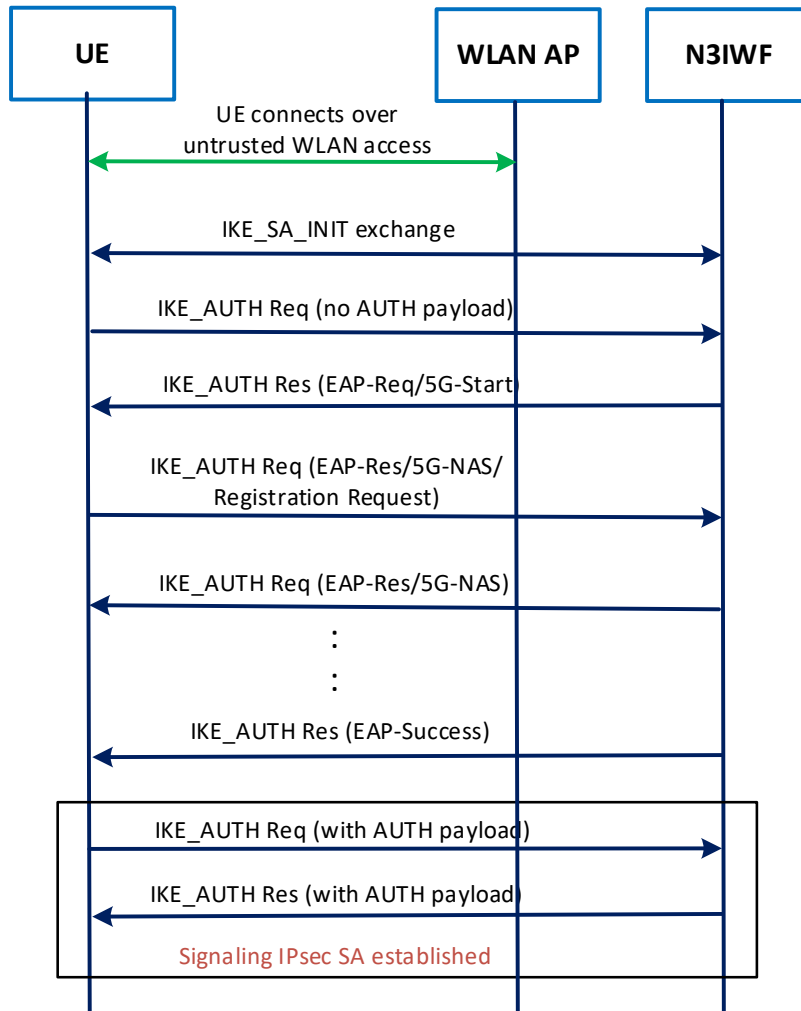 UE
WLAN AP
N3IWF
UE connects over
untrusted WLAN access
IKE_SA_INIT exchange
IKE_AUTH Req (no AUTH payload)
IKE_AUTH Res (EAP-Req/5G-Start)
IKE_AUTH Req (EAP-Res/5G-NAS/
Registration Request)
IKE_AUTH Req (EAP-Res/5G-NAS)
:
:
IKE_AUTH Res (EAP-Success)
IKE_AUTH Req (with AUTH payload)
IKE_AUTH Res (with AUTH payload)
Signaling IPsec SA established